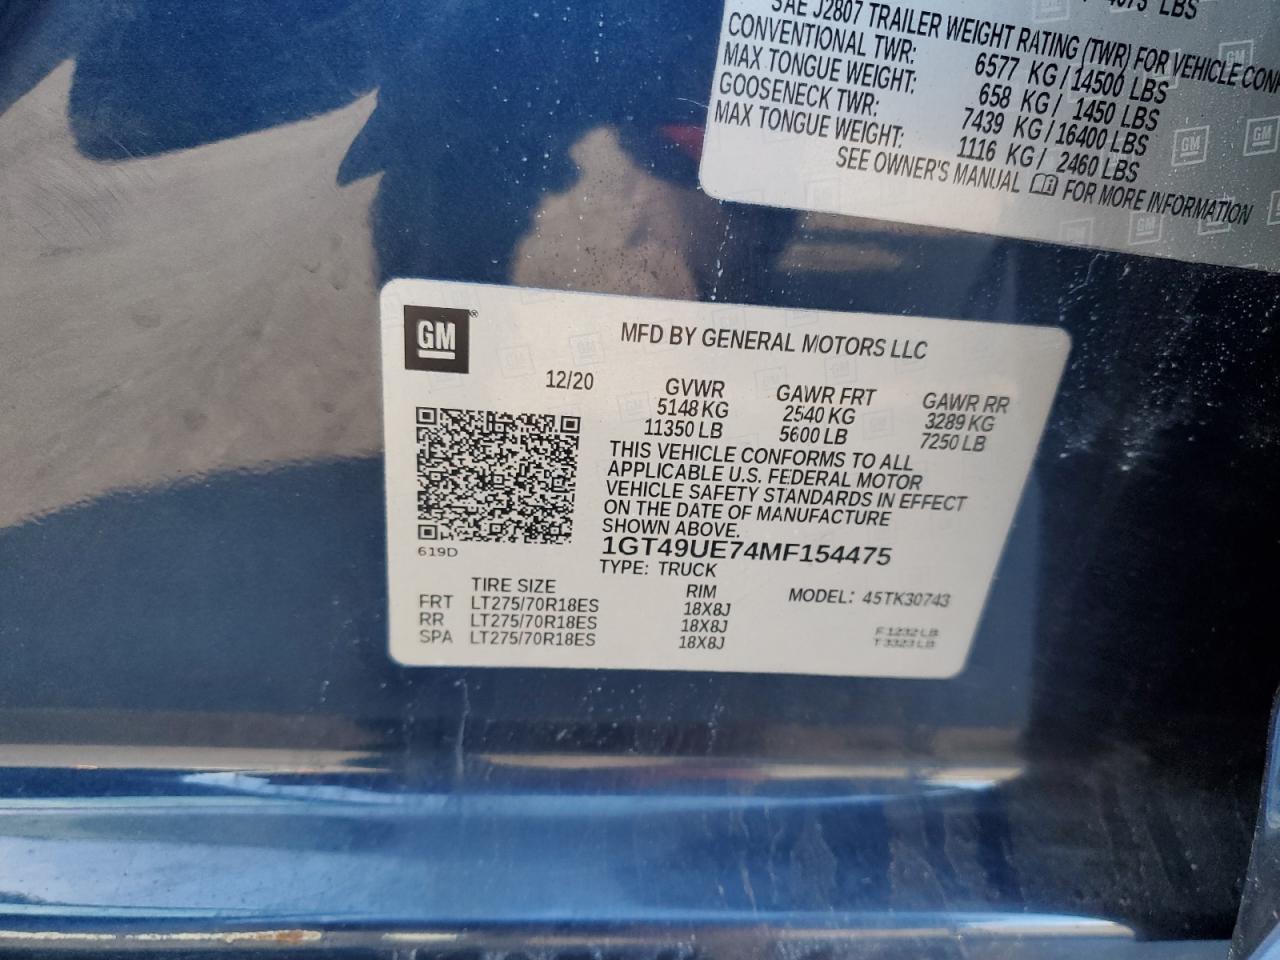 4075 LBS
SAE J2807 TRAILER WEIGHT RATING (TWR) FOR VEHICLE CONF
CONVENTIONAL TWR: 6577 KG/14500 LBS
MAX TONGUE WEIGHT: 658 KG/ 1450 LBS
GOOSENECK TWR: 7439 KG/16400 LBS
MAX TONGUE WEIGHT: 1116 KG/ 2460 LBS
SEE OWNER'S MANUAL FOR MORE INFORMATION
GM®
MFD BY GENERAL MOTORS LLC
12/20 GVWR GAWR FRT GAWR RR
5148 KG 2540 KG 3289 KG
11350 LB 5600 LB 7250 LB
THIS VEHICLE CONFORMS TO ALL
APPLICABLE U.S. FEDERAL MOTOR
VEHICLE SAFETY STANDARDS IN EFFECT
ON THE DATE OF MANUFACTURE
SHOWN ABOVE.
619D
1GT49UE74MF154475
TYPE: TRUCK
TIRE SIZE RIM MODEL: 45TK30743
FRT LT275/70R18ES 18X8J
RR LT275/70R18ES 18X8J
SPA LT275/70R18ES 18X8J
F 1232 LB
T 3323 LB